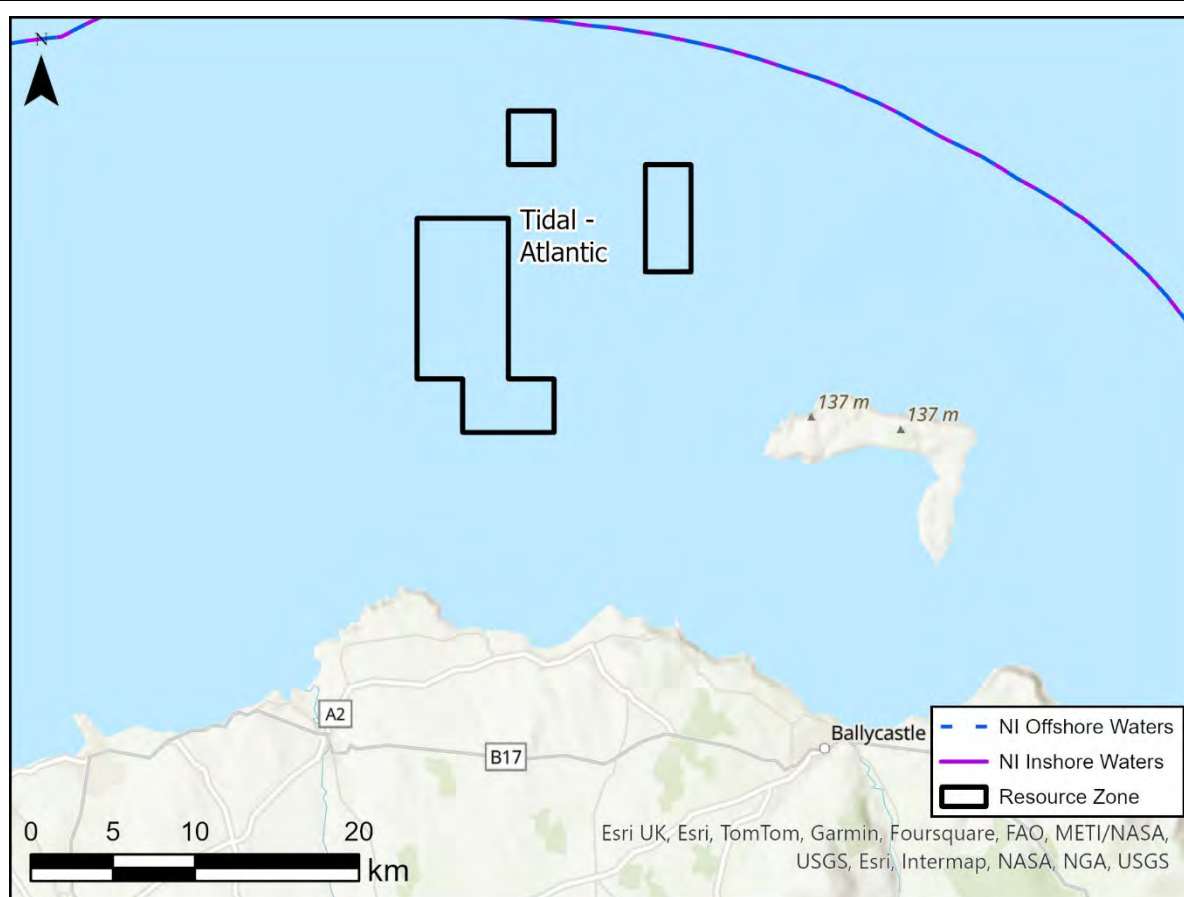 N
Tidal -
Atlantic
137 m
137 m
A2
B17
Ballycastle
NI Offshore Waters
NI Inshore Waters
Resource Zone
0 5 10 20
km
Esri UK, Esri, TomTom, Garmin, Foursquare, FAO, METI/NASA,
USGS, Esri, Intermap, NASA, NGA, USGS